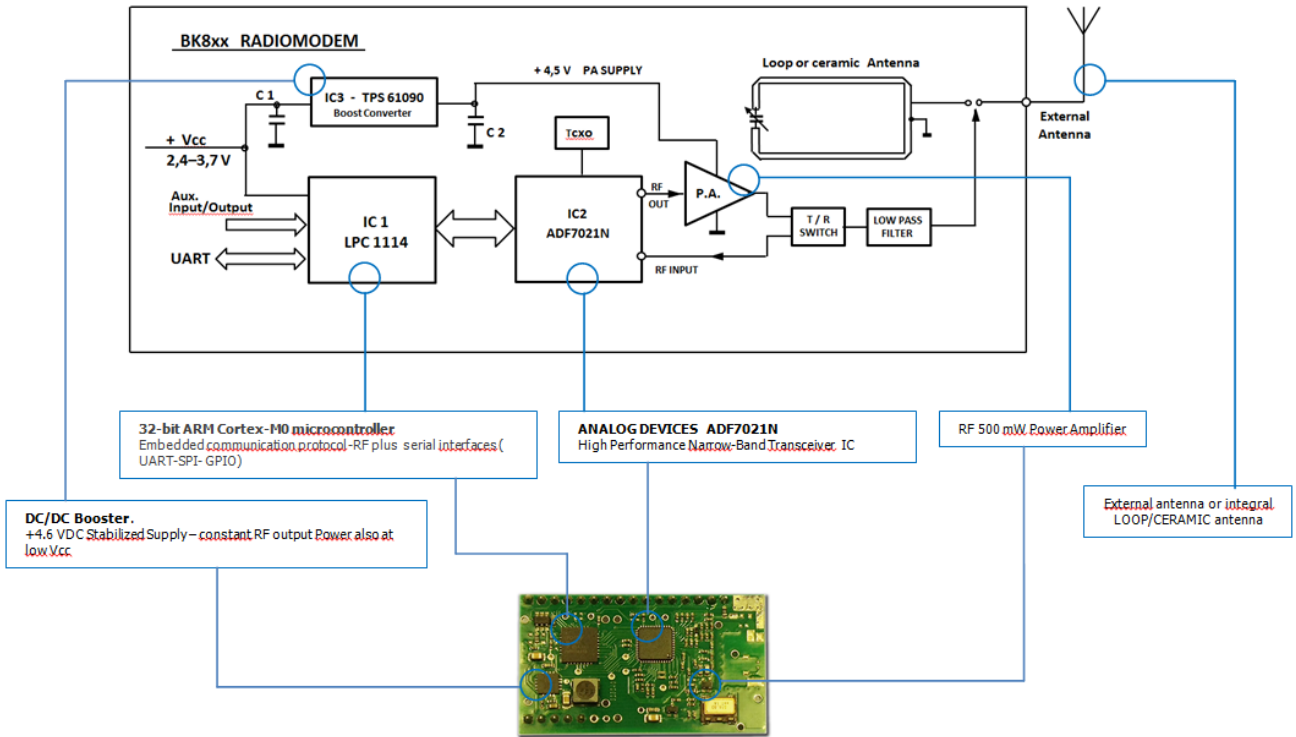 BK8xx RADIOMODEM
C 1
IC3 - TPS 61090
Boost Converter
+ 4,5 V PA SUPPLY
C 2
Tcxo
Loop or ceramic Antenna
External
Antenna
+ Vcc
2,4–3,7 V
Aux.
Input/Output
UART
IC 1
LPC 1114
IC2
ADF7021N
RF
OUT
P.A.
RF INPUT
T / R
SWITCH
LOW PASS
FILTER
32-bit ARM Cortex-M0 microcontroller
Embedded communication protocol-RF plus serial interfaces (
UART-SPI- GPIO)
ANALOG DEVICES ADF7021N
High Performance Narrow-Band Transceiver IC
RF 500 mW Power Amplifier
External antenna or integral
LOOP/CERAMIC antenna
DC/DC Booster.
+4.6 VDC Stabilized Supply – constant RF output Power also at
low Vcc